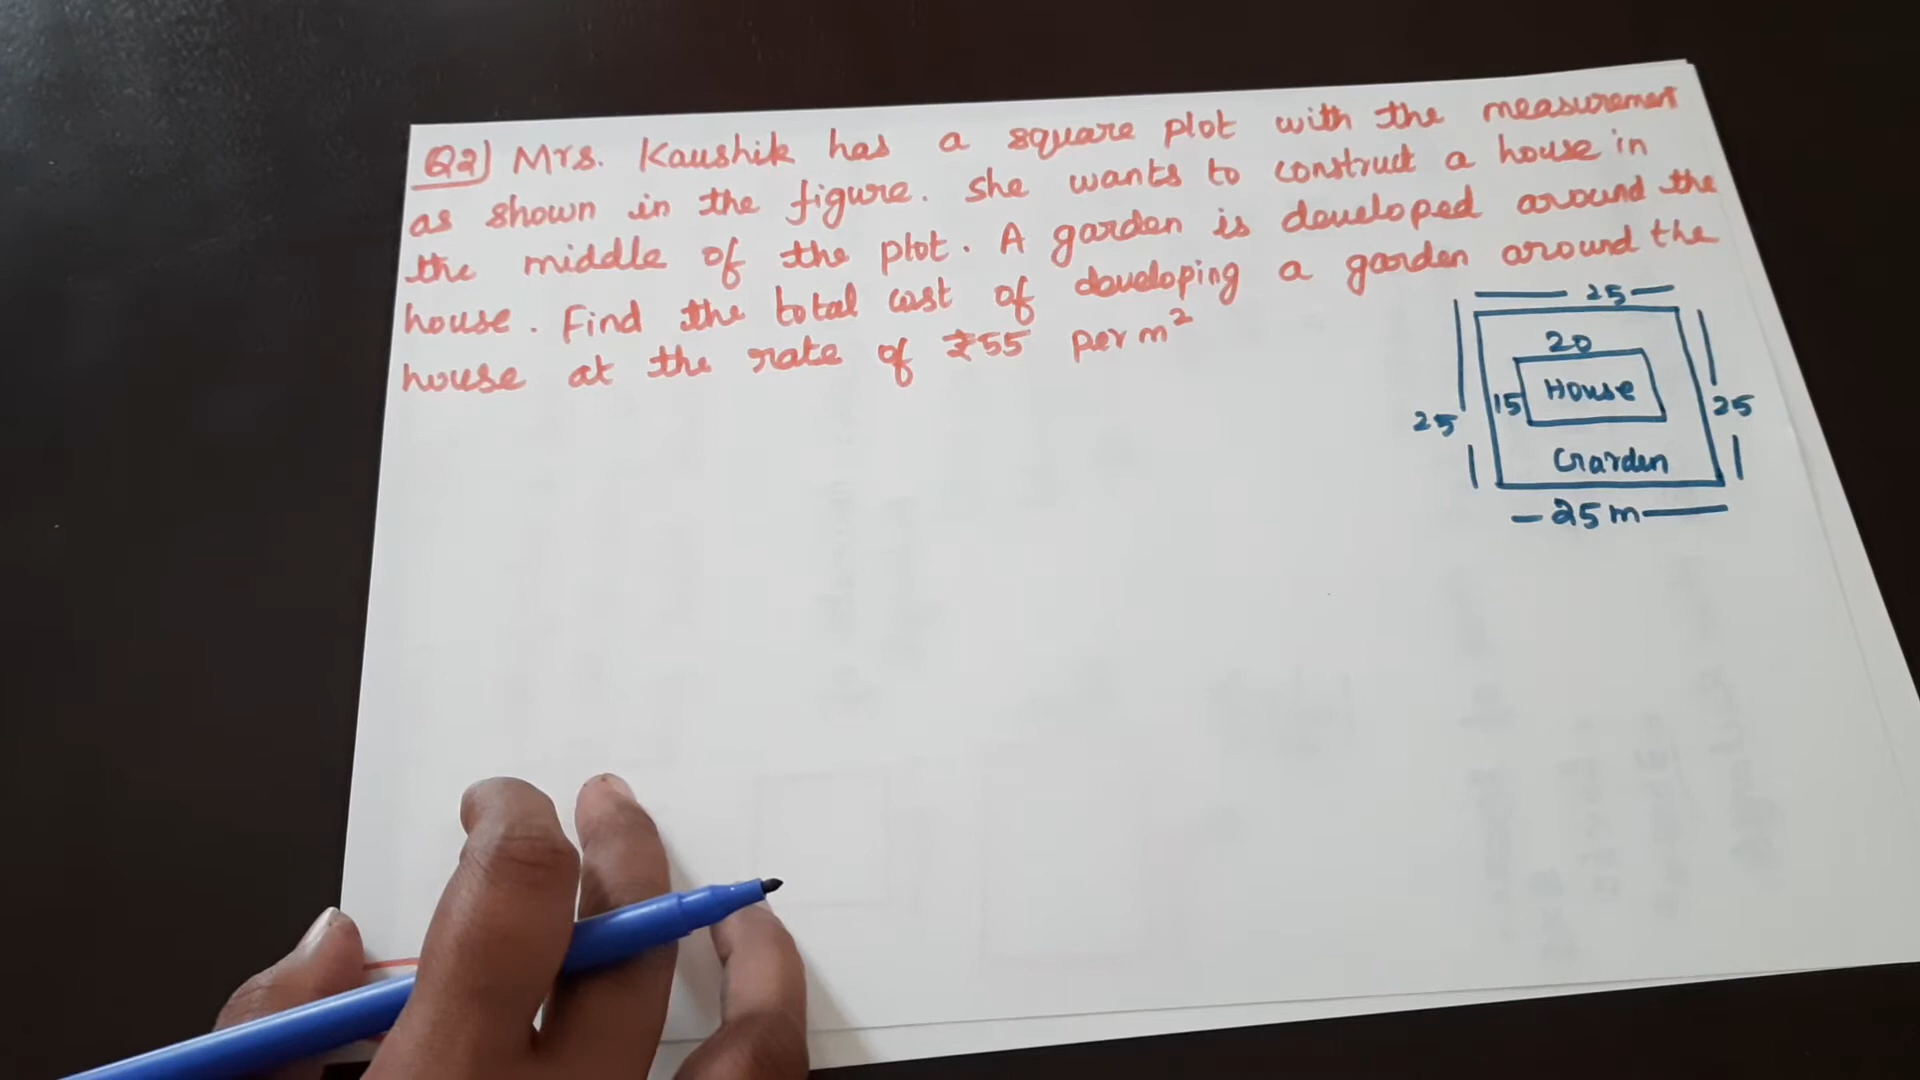 Q2) Mrs. Kaushik has a square plot with the measurement
as shown in the figure. She wants to construct a house in
the middle of the plot. A garden is developed around the
house. Find the total cost of developing a garden around the
house at the rate of ₹55 per m²
25
20
25
15
House
25
Garden
25m